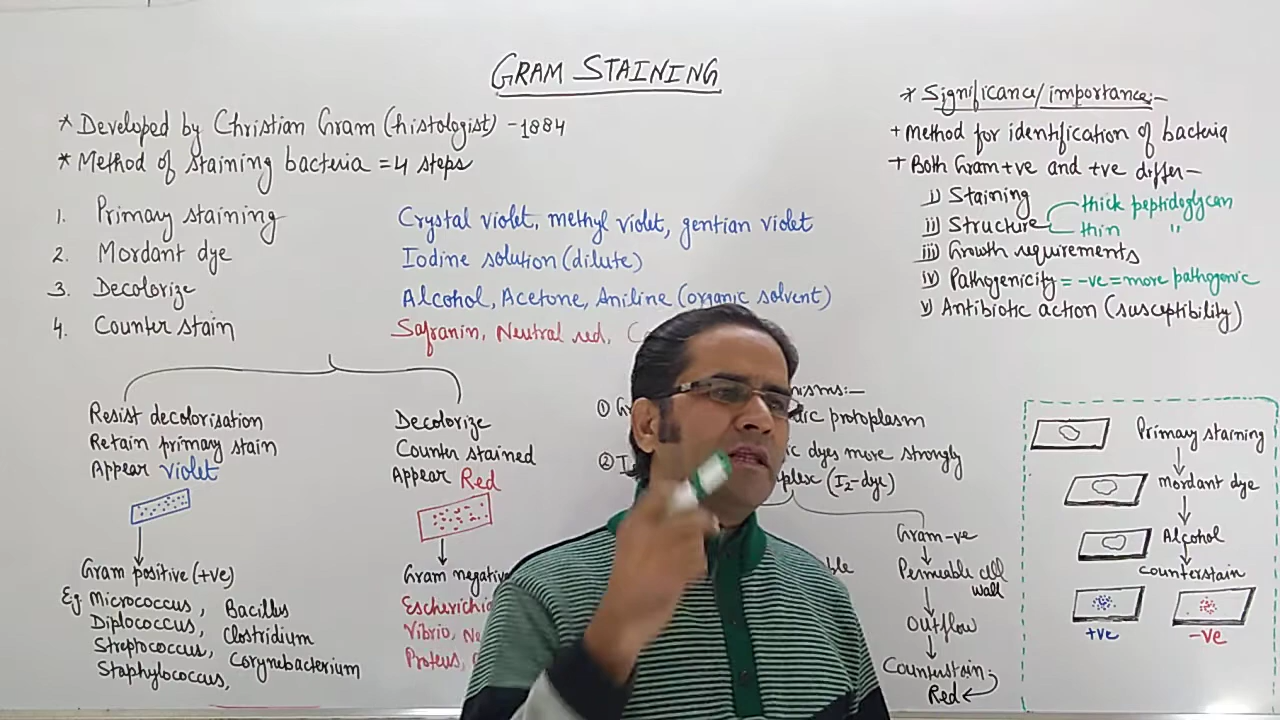 GRAM STAINING
* Developed by Christian Gram (histologist) - 1884
* Method of staining bacteria = 4 steps
1. Primary staining Crystal violet, methyl violet, gentian violet
2. Mordant dye Iodine solution (dilute)
3. Decolorize Alcohol, Acetone, Aniline (organic solvent)
4. Counter stain Safranin, Neutral red,
Resist decolorisation
Retain primary stain
Appear violet
Gram positive (+ve)
Eg Micrococcus, Bacillus
Diplococcus, Clostridium
Streptococcus, Corynebacterium
Staphylococcus,
Decolorize
Counter stained
Appear Red
Gram negative
Vibrio,
Proteus,
①
protoplasm
②
dyes more strongly
(I2-dye)
Gram-ve
Permeable cell
wall
Outflow
Counterstain
Red
* Significance/importance:-
+ Method for identification of bacteria
+ Both Gram +ve and +ve differ-
i) Staining
ii) Structure thick peptidoglycan
thin "
iii) Growth requirements
iv) Pathogenicity = -ve = more pathogenic
v) Antibiotic action (susceptibility)
Primary staining
Mordant dye
Alcohol
Counterstain
+ve -ve